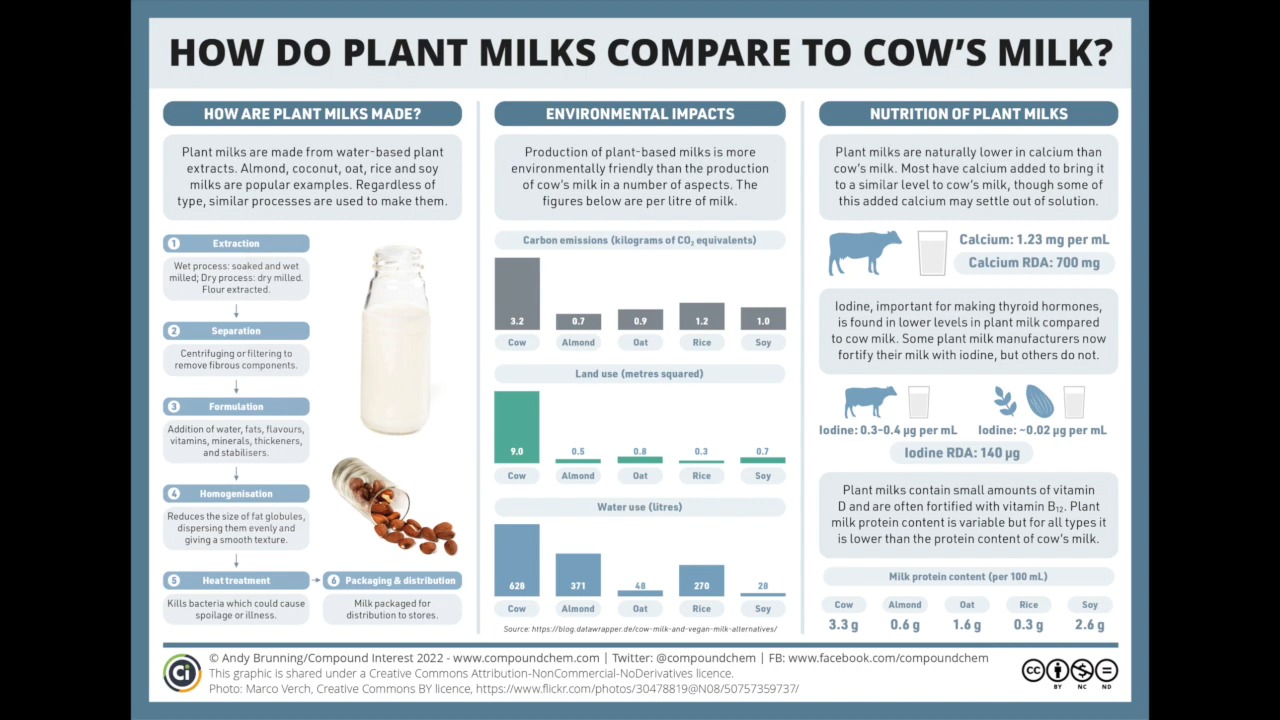 HOW DO PLANT MILKS COMPARE TO COW'S MILK?
HOW ARE PLANT MILKS MADE?
Plant milks are made from water-based plant
extracts. Almond, coconut, oat, rice and soy
milks are popular examples. Regardless of
type, similar processes are used to make them.
1 Extraction
Wet process: soaked and wet
milled; Dry process: dry milled.
Flour extracted.
2 Separation
Centrifuging or filtering to
remove fibrous components.
3 Formulation
Addition of water, fats, flavours,
vitamins, minerals, thickeners,
and stabilisers.
4 Homogenisation
Reduces the size of fat globules,
dispersing them evenly and
giving a smooth texture.
5 Heat treatment
Kills bacteria which could cause
spoilage or illness.
6 Packaging & distribution
Milk packaged for
distribution to stores.
ENVIRONMENTAL IMPACTS
Production of plant-based milks is more
environmentally friendly than the production
of cow's milk in a number of aspects. The
figures below are per litre of milk.
Carbon emissions (kilograms of CO₂ equivalents)
3.2 0.7 0.9 1.2 1.0
Cow Almond Oat Rice Soy
Land use (metres squared)
9.0 0.5 0.8 0.3 0.7
Cow Almond Oat Rice Soy
Water use (litres)
628 371 48 270 28
Cow Almond Oat Rice Soy
Source: https://blog.datawrapper.de/cow-milk-and-vegan-milk-alternatives/
NUTRITION OF PLANT MILKS
Plant milks are naturally lower in calcium than
cow's milk. Most have calcium added to bring it
to a similar level to cow's milk, though some of
this added calcium may settle out of solution.
Calcium: 1.23 mg per mL
Calcium RDA: 700 mg
Iodine, important for making thyroid hormones,
is found in lower levels in plant milk compared
to cow milk. Some plant milk manufacturers now
fortify their milk with iodine, but others do not.
Iodine: 0.3-0.4 µg per mL Iodine: ~0.02 µg per mL
Iodine RDA: 140 µg
Plant milks contain small amounts of vitamin
D and are often fortified with vitamin B₁₂. Plant
milk protein content is variable but for all types it
is lower than the protein content of cow's milk.
Milk protein content (per 100 mL)
Cow Almond Oat Rice Soy
3.3 g 0.6 g 1.6 g 0.3 g 2.6 g
Ci
© Andy Brunning/Compound Interest 2022 - www.compoundchem.com | Twitter: @compoundchem | FB: www.facebook.com/compoundchem
This graphic is shared under a Creative Commons Attribution-NonCommercial-NoDerivatives licence.
Photo: Marco Verch, Creative Commons BY licence, https://www.flickr.com/photos/30478819@N08/50757359737/
CC BY NC ND